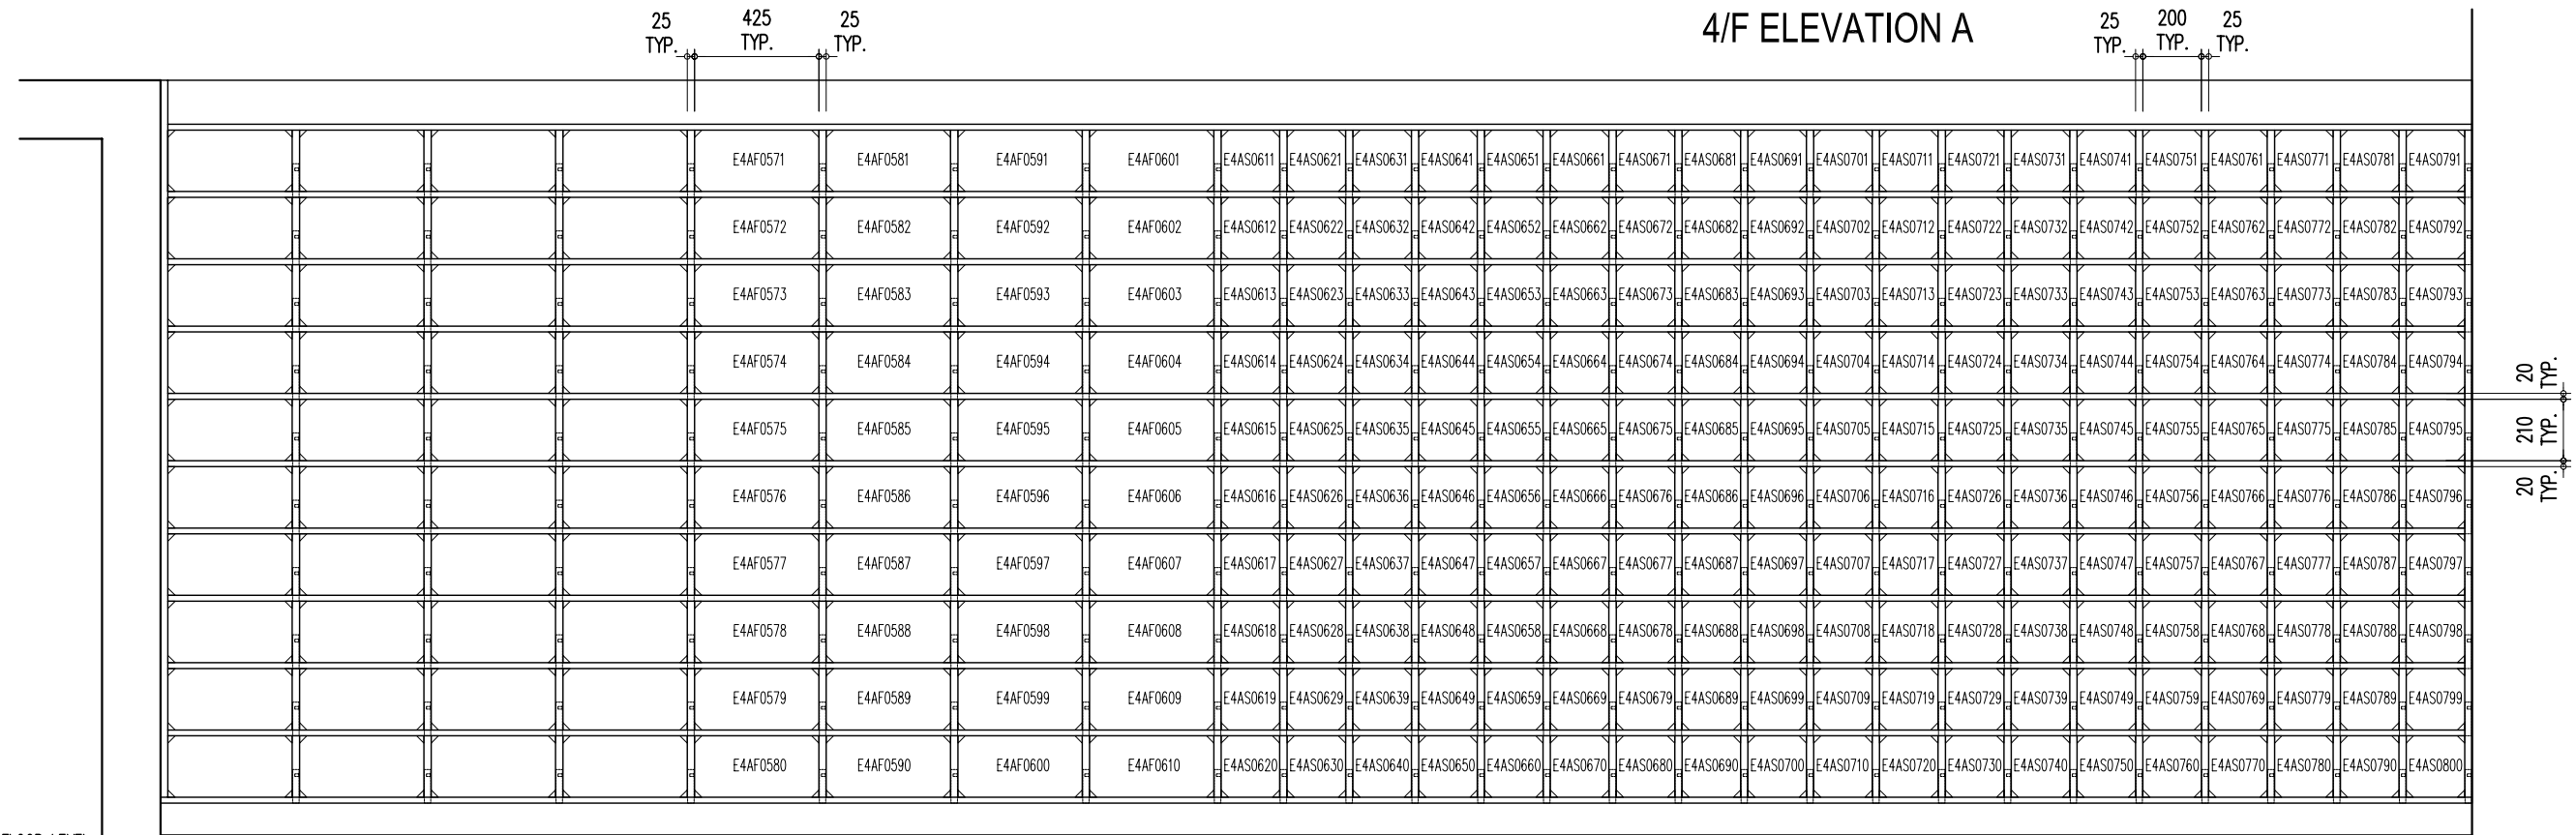 4/F ELEVATION A
25 425 25 25 200 25
TYP. TYP. TYP. TYP. TYP. TYP.
E4AF0571 E4AF0581 E4AF0591 E4AF0601 E4AS0611 E4AS0621 E4AS0631 E4AS0641 E4AS0651 E4AS0661 E4AS0671 E4AS0681 E4AS0691 E4AS0701 E4AS0711 E4AS0721 E4AS0731 E4AS0741 E4AS0751 E4AS0761 E4AS0771 E4AS0781 E4AS0791
E4AF0572 E4AF0582 E4AF0592 E4AF0602 E4AS0612 E4AS0622 E4AS0632 E4AS0642 E4AS0652 E4AS0662 E4AS0672 E4AS0682 E4AS0692 E4AS0702 E4AS0712 E4AS0722 E4AS0732 E4AS0742 E4AS0752 E4AS0762 E4AS0772 E4AS0782 E4AS0792
E4AF0573 E4AF0583 E4AF0593 E4AF0603 E4AS0613 E4AS0623 E4AS0633 E4AS0643 E4AS0653 E4AS0663 E4AS0673 E4AS0683 E4AS0693 E4AS0703 E4AS0713 E4AS0723 E4AS0733 E4AS0743 E4AS0753 E4AS0763 E4AS0773 E4AS0783 E4AS0793
E4AF0574 E4AF0584 E4AF0594 E4AF0604 E4AS0614 E4AS0624 E4AS0634 E4AS0644 E4AS0654 E4AS0664 E4AS0674 E4AS0684 E4AS0694 E4AS0704 E4AS0714 E4AS0724 E4AS0734 E4AS0744 E4AS0754 E4AS0764 E4AS0774 E4AS0784 E4AS0794
20 TYP.
E4AF0575 E4AF0585 E4AF0595 E4AF0605 E4AS0615 E4AS0625 E4AS0635 E4AS0645 E4AS0655 E4AS0665 E4AS0675 E4AS0685 E4AS0695 E4AS0705 E4AS0715 E4AS0725 E4AS0735 E4AS0745 E4AS0755 E4AS0765 E4AS0775 E4AS0785 E4AS0795
210 TYP.
E4AF0576 E4AF0586 E4AF0596 E4AF0606 E4AS0616 E4AS0626 E4AS0636 E4AS0646 E4AS0656 E4AS0666 E4AS0676 E4AS0686 E4AS0696 E4AS0706 E4AS0716 E4AS0726 E4AS0736 E4AS0746 E4AS0756 E4AS0766 E4AS0776 E4AS0786 E4AS0796
20 TYP.
E4AF0577 E4AF0587 E4AF0597 E4AF0607 E4AS0617 E4AS0627 E4AS0637 E4AS0647 E4AS0657 E4AS0667 E4AS0677 E4AS0687 E4AS0697 E4AS0707 E4AS0717 E4AS0727 E4AS0737 E4AS0747 E4AS0757 E4AS0767 E4AS0777 E4AS0787 E4AS0797
E4AF0578 E4AF0588 E4AF0598 E4AF0608 E4AS0618 E4AS0628 E4AS0638 E4AS0648 E4AS0658 E4AS0668 E4AS0678 E4AS0688 E4AS0698 E4AS0708 E4AS0718 E4AS0728 E4AS0738 E4AS0748 E4AS0758 E4AS0768 E4AS0778 E4AS0788 E4AS0798
E4AF0579 E4AF0589 E4AF0599 E4AF0609 E4AS0619 E4AS0629 E4AS0639 E4AS0649 E4AS0659 E4AS0669 E4AS0679 E4AS0689 E4AS0699 E4AS0709 E4AS0719 E4AS0729 E4AS0739 E4AS0749 E4AS0759 E4AS0769 E4AS0779 E4AS0789 E4AS0799
E4AF0580 E4AF0590 E4AF0600 E4AF0610 E4AS0620 E4AS0630 E4AS0640 E4AS0650 E4AS0660 E4AS0670 E4AS0680 E4AS0690 E4AS0700 E4AS0710 E4AS0720 E4AS0730 E4AS0740 E4AS0750 E4AS0760 E4AS0770 E4AS0780 E4AS0790 E4AS0800